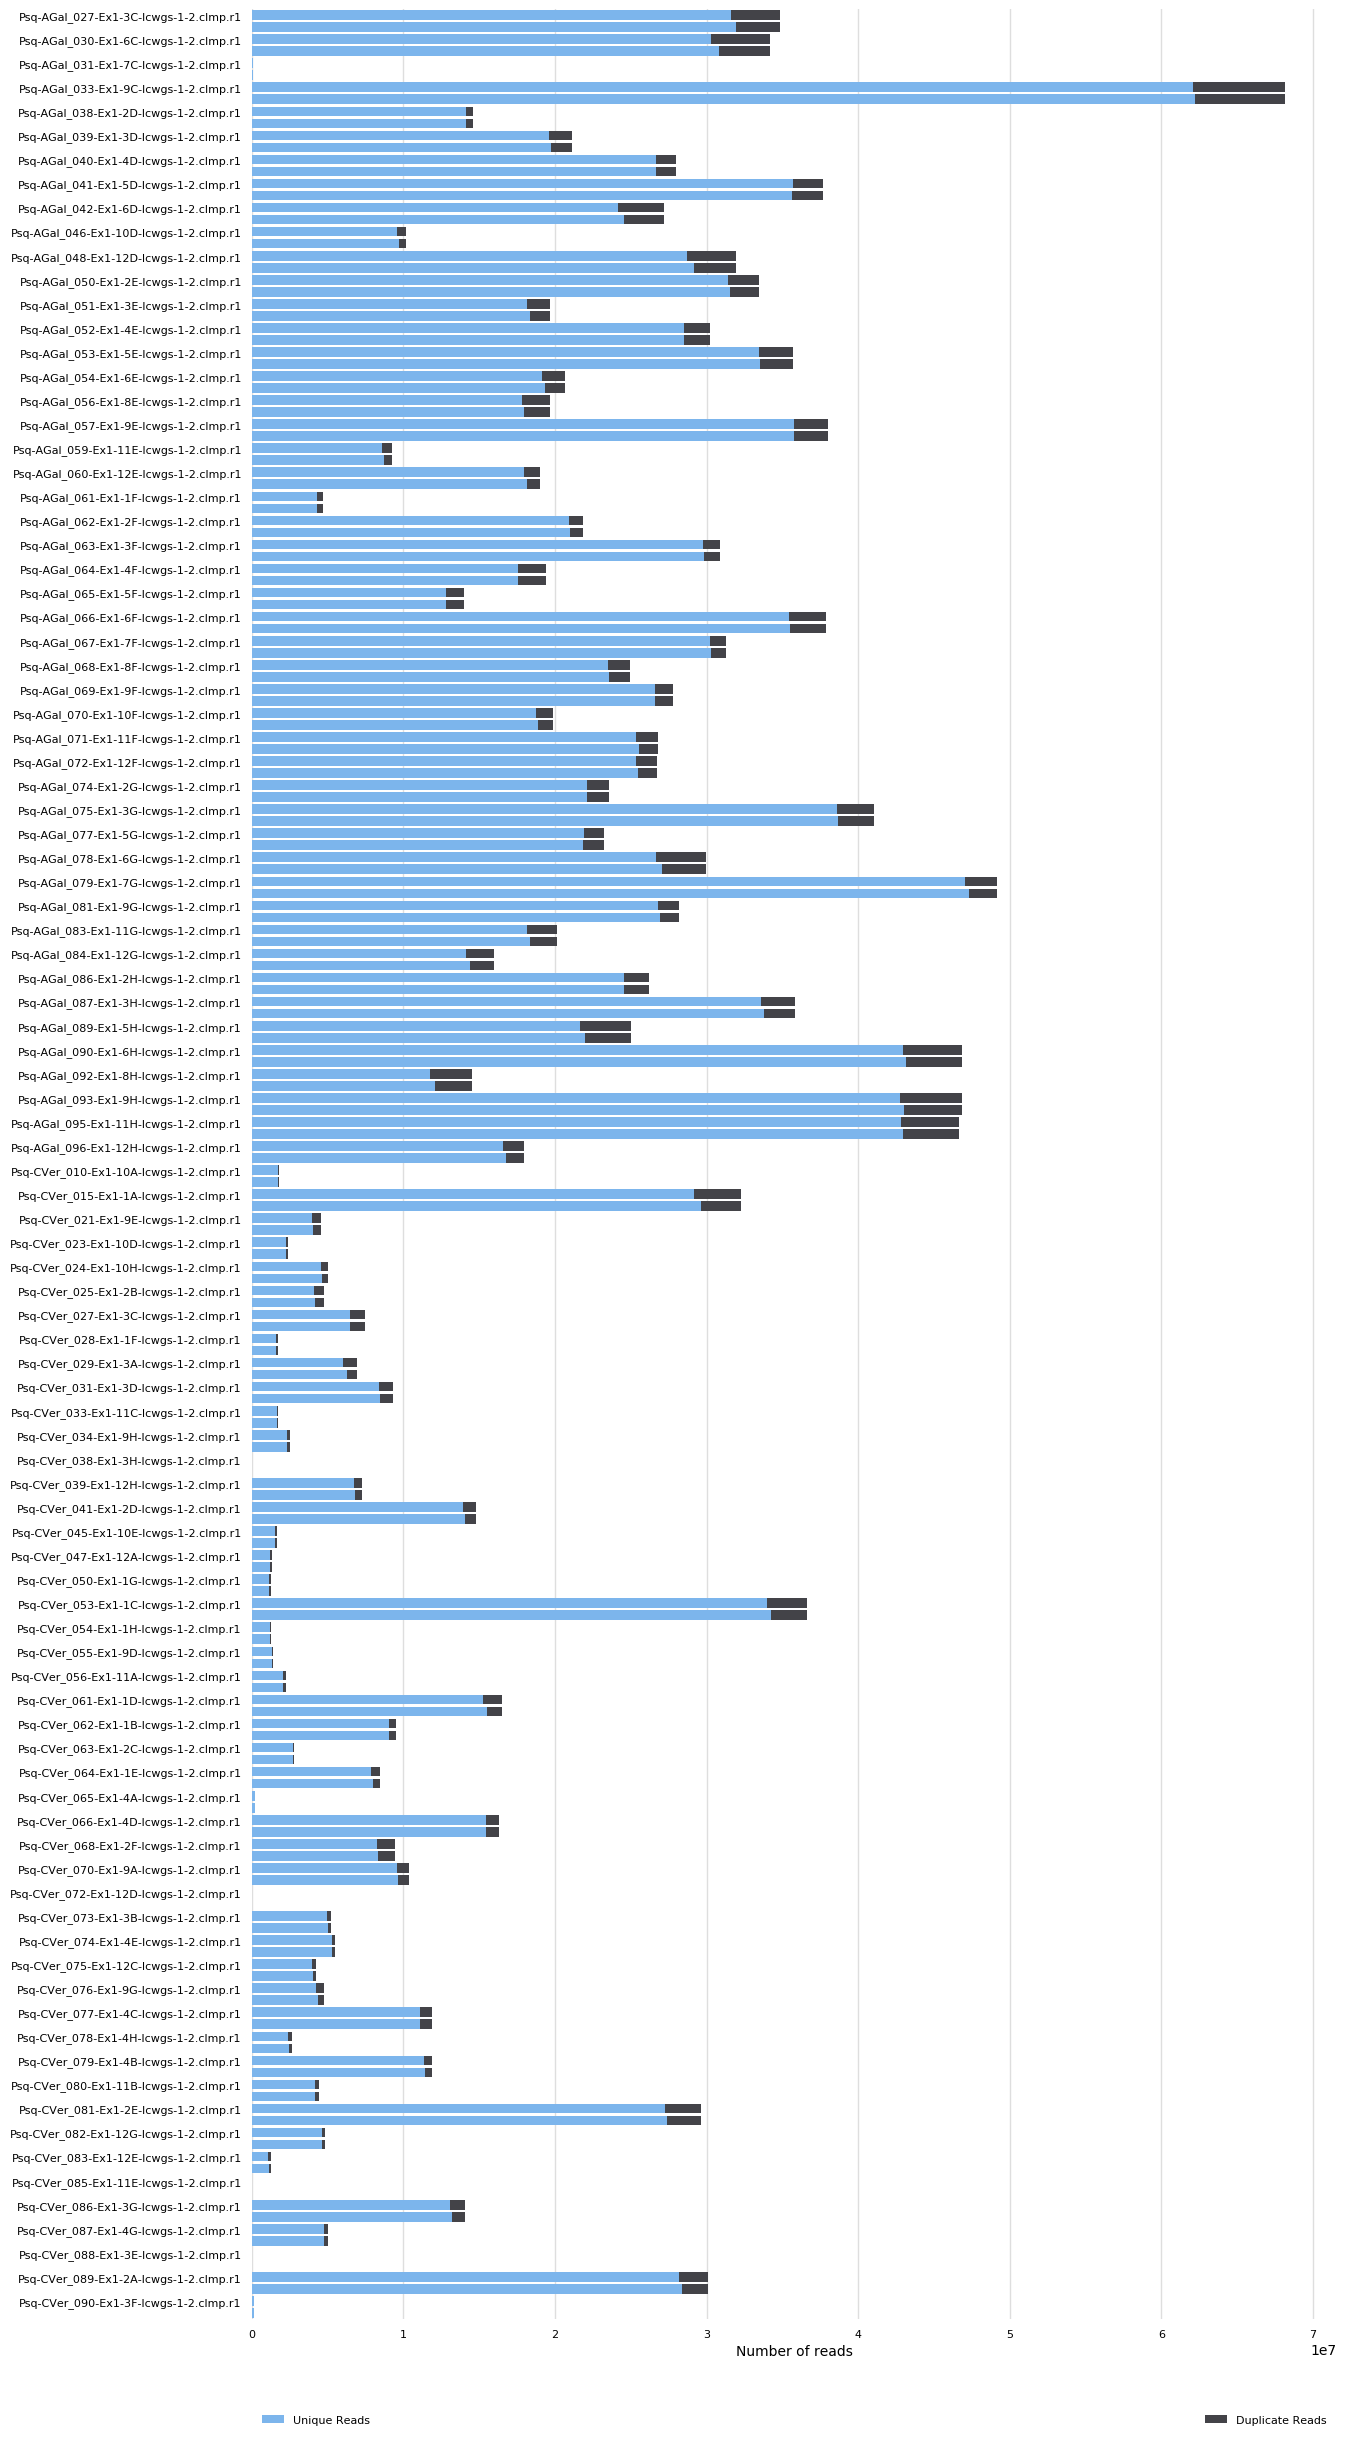 Psq-AGal_027-Ex1-3C-lcwgs-1-2.clmp.r1
Psq-AGal_030-Ex1-6C-lcwgs-1-2.clmp.r1
Psq-AGal_031-Ex1-7C-lcwgs-1-2.clmp.r1
Psq-AGal_033-Ex1-9C-lcwgs-1-2.clmp.r1
Psq-AGal_038-Ex1-2D-lcwgs-1-2.clmp.r1
Psq-AGal_039-Ex1-3D-lcwgs-1-2.clmp.r1
Psq-AGal_040-Ex1-4D-lcwgs-1-2.clmp.r1
Psq-AGal_041-Ex1-5D-lcwgs-1-2.clmp.r1
Psq-AGal_042-Ex1-6D-lcwgs-1-2.clmp.r1
Psq-AGal_046-Ex1-10D-lcwgs-1-2.clmp.r1
Psq-AGal_048-Ex1-12D-lcwgs-1-2.clmp.r1
Psq-AGal_050-Ex1-2E-lcwgs-1-2.clmp.r1
Psq-AGal_051-Ex1-3E-lcwgs-1-2.clmp.r1
Psq-AGal_052-Ex1-4E-lcwgs-1-2.clmp.r1
Psq-AGal_053-Ex1-5E-lcwgs-1-2.clmp.r1
Psq-AGal_054-Ex1-6E-lcwgs-1-2.clmp.r1
Psq-AGal_056-Ex1-8E-lcwgs-1-2.clmp.r1
Psq-AGal_057-Ex1-9E-lcwgs-1-2.clmp.r1
Psq-AGal_059-Ex1-11E-lcwgs-1-2.clmp.r1
Psq-AGal_060-Ex1-12E-lcwgs-1-2.clmp.r1
Psq-AGal_061-Ex1-1F-lcwgs-1-2.clmp.r1
Psq-AGal_062-Ex1-2F-lcwgs-1-2.clmp.r1
Psq-AGal_063-Ex1-3F-lcwgs-1-2.clmp.r1
Psq-AGal_064-Ex1-4F-lcwgs-1-2.clmp.r1
Psq-AGal_065-Ex1-5F-lcwgs-1-2.clmp.r1
Psq-AGal_066-Ex1-6F-lcwgs-1-2.clmp.r1
Psq-AGal_067-Ex1-7F-lcwgs-1-2.clmp.r1
Psq-AGal_068-Ex1-8F-lcwgs-1-2.clmp.r1
Psq-AGal_069-Ex1-9F-lcwgs-1-2.clmp.r1
Psq-AGal_070-Ex1-10F-lcwgs-1-2.clmp.r1
Psq-AGal_071-Ex1-11F-lcwgs-1-2.clmp.r1
Psq-AGal_072-Ex1-12F-lcwgs-1-2.clmp.r1
Psq-AGal_074-Ex1-2G-lcwgs-1-2.clmp.r1
Psq-AGal_075-Ex1-3G-lcwgs-1-2.clmp.r1
Psq-AGal_077-Ex1-5G-lcwgs-1-2.clmp.r1
Psq-AGal_078-Ex1-6G-lcwgs-1-2.clmp.r1
Psq-AGal_079-Ex1-7G-lcwgs-1-2.clmp.r1
Psq-AGal_081-Ex1-9G-lcwgs-1-2.clmp.r1
Psq-AGal_083-Ex1-11G-lcwgs-1-2.clmp.r1
Psq-AGal_084-Ex1-12G-lcwgs-1-2.clmp.r1
Psq-AGal_086-Ex1-2H-lcwgs-1-2.clmp.r1
Psq-AGal_087-Ex1-3H-lcwgs-1-2.clmp.r1
Psq-AGal_089-Ex1-5H-lcwgs-1-2.clmp.r1
Psq-AGal_090-Ex1-6H-lcwgs-1-2.clmp.r1
Psq-AGal_092-Ex1-8H-lcwgs-1-2.clmp.r1
Psq-AGal_093-Ex1-9H-lcwgs-1-2.clmp.r1
Psq-AGal_095-Ex1-11H-lcwgs-1-2.clmp.r1
Psq-AGal_096-Ex1-12H-lcwgs-1-2.clmp.r1
Psq-CVer_010-Ex1-10A-lcwgs-1-2.clmp.r1
Psq-CVer_015-Ex1-1A-lcwgs-1-2.clmp.r1
Psq-CVer_021-Ex1-9E-lcwgs-1-2.clmp.r1
Psq-CVer_023-Ex1-10D-lcwgs-1-2.clmp.r1
Psq-CVer_024-Ex1-10H-lcwgs-1-2.clmp.r1
Psq-CVer_025-Ex1-2B-lcwgs-1-2.clmp.r1
Psq-CVer_027-Ex1-3C-lcwgs-1-2.clmp.r1
Psq-CVer_028-Ex1-1F-lcwgs-1-2.clmp.r1
Psq-CVer_029-Ex1-3A-lcwgs-1-2.clmp.r1
Psq-CVer_031-Ex1-3D-lcwgs-1-2.clmp.r1
Psq-CVer_033-Ex1-11C-lcwgs-1-2.clmp.r1
Psq-CVer_034-Ex1-9H-lcwgs-1-2.clmp.r1
Psq-CVer_038-Ex1-3H-lcwgs-1-2.clmp.r1
Psq-CVer_039-Ex1-12H-lcwgs-1-2.clmp.r1
Psq-CVer_041-Ex1-2D-lcwgs-1-2.clmp.r1
Psq-CVer_045-Ex1-10E-lcwgs-1-2.clmp.r1
Psq-CVer_047-Ex1-12A-lcwgs-1-2.clmp.r1
Psq-CVer_050-Ex1-1G-lcwgs-1-2.clmp.r1
Psq-CVer_053-Ex1-1C-lcwgs-1-2.clmp.r1
Psq-CVer_054-Ex1-1H-lcwgs-1-2.clmp.r1
Psq-CVer_055-Ex1-9D-lcwgs-1-2.clmp.r1
Psq-CVer_056-Ex1-11A-lcwgs-1-2.clmp.r1
Psq-CVer_061-Ex1-1D-lcwgs-1-2.clmp.r1
Psq-CVer_062-Ex1-1B-lcwgs-1-2.clmp.r1
Psq-CVer_063-Ex1-2C-lcwgs-1-2.clmp.r1
Psq-CVer_064-Ex1-1E-lcwgs-1-2.clmp.r1
Psq-CVer_065-Ex1-4A-lcwgs-1-2.clmp.r1
Psq-CVer_066-Ex1-4D-lcwgs-1-2.clmp.r1
Psq-CVer_068-Ex1-2F-lcwgs-1-2.clmp.r1
Psq-CVer_070-Ex1-9A-lcwgs-1-2.clmp.r1
Psq-CVer_072-Ex1-12D-lcwgs-1-2.clmp.r1
Psq-CVer_073-Ex1-3B-lcwgs-1-2.clmp.r1
Psq-CVer_074-Ex1-4E-lcwgs-1-2.clmp.r1
Psq-CVer_075-Ex1-12C-lcwgs-1-2.clmp.r1
Psq-CVer_076-Ex1-9G-lcwgs-1-2.clmp.r1
Psq-CVer_077-Ex1-4C-lcwgs-1-2.clmp.r1
Psq-CVer_078-Ex1-4H-lcwgs-1-2.clmp.r1
Psq-CVer_079-Ex1-4B-lcwgs-1-2.clmp.r1
Psq-CVer_080-Ex1-11B-lcwgs-1-2.clmp.r1
Psq-CVer_081-Ex1-2E-lcwgs-1-2.clmp.r1
Psq-CVer_082-Ex1-12G-lcwgs-1-2.clmp.r1
Psq-CVer_083-Ex1-12E-lcwgs-1-2.clmp.r1
Psq-CVer_085-Ex1-11E-lcwgs-1-2.clmp.r1
Psq-CVer_086-Ex1-3G-lcwgs-1-2.clmp.r1
Psq-CVer_087-Ex1-4G-lcwgs-1-2.clmp.r1
Psq-CVer_088-Ex1-3E-lcwgs-1-2.clmp.r1
Psq-CVer_089-Ex1-2A-lcwgs-1-2.clmp.r1
Psq-CVer_090-Ex1-3F-lcwgs-1-2.clmp.r1
0 1 2 3 4 5 6 7
Number of reads 1e7
Unique Reads Duplicate Reads